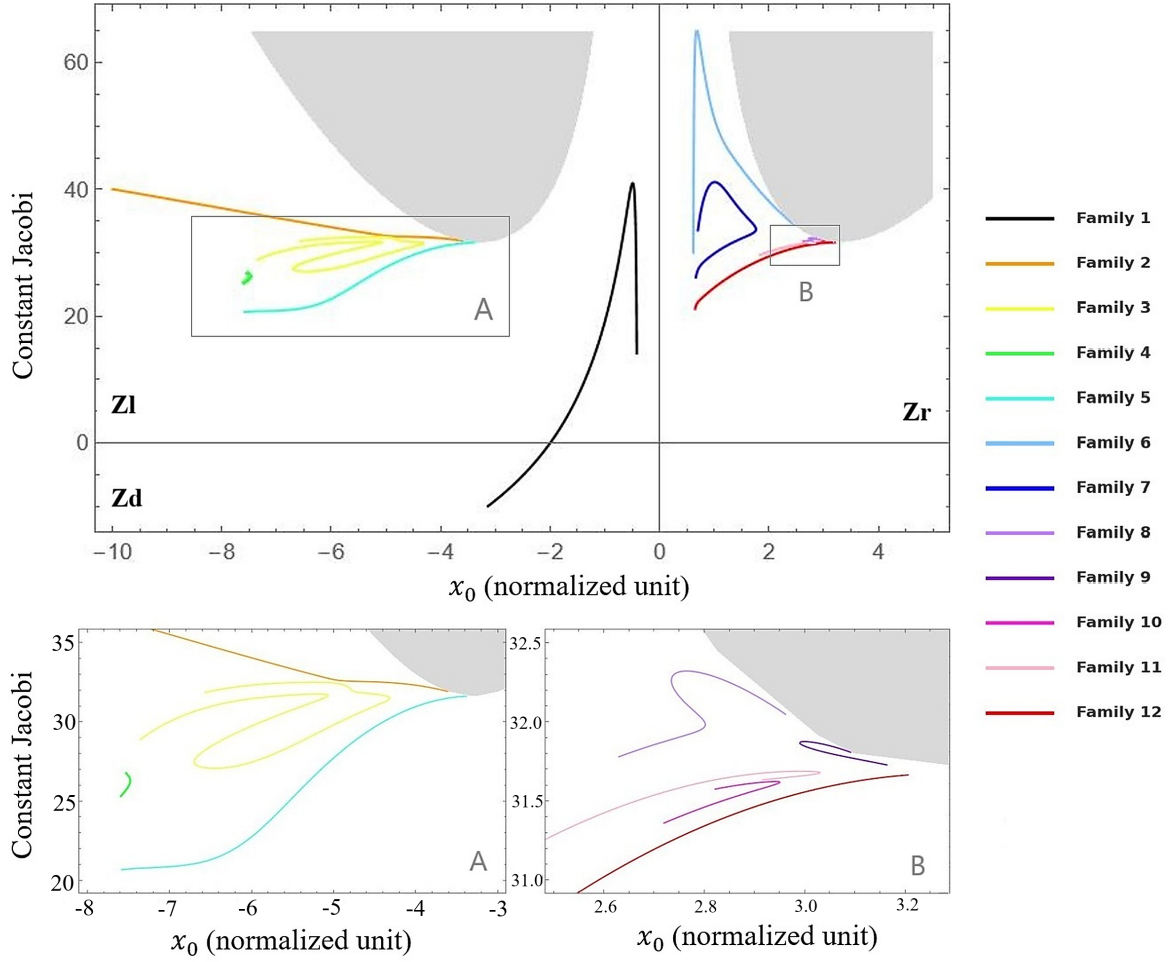 60
40
20
0
Constant Jacobi
A
B
Zl
Zr
Zd
−10
−8
−6
−4
−2
0
2
4
x₀ (normalized unit)
Family 1
Family 2
Family 3
Family 4
Family 5
Family 6
Family 7
Family 8
Family 9
Family 10
Family 11
Family 12
35
30
25
20
Constant Jacobi
A
-8
-7
-6
-5
-4
-3
x₀ (normalized unit)
32.5
32.0
31.5
31.0
B
2.6
2.8
3.0
3.2
x₀ (normalized unit)